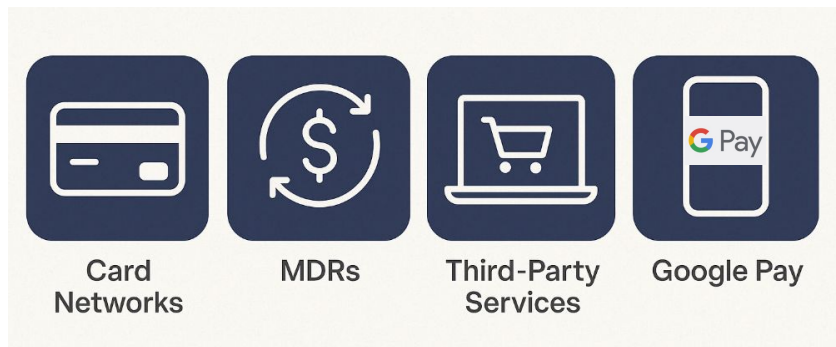 $
G Pay
Card
Networks
MDRs
Third-Party
Services
Google Pay